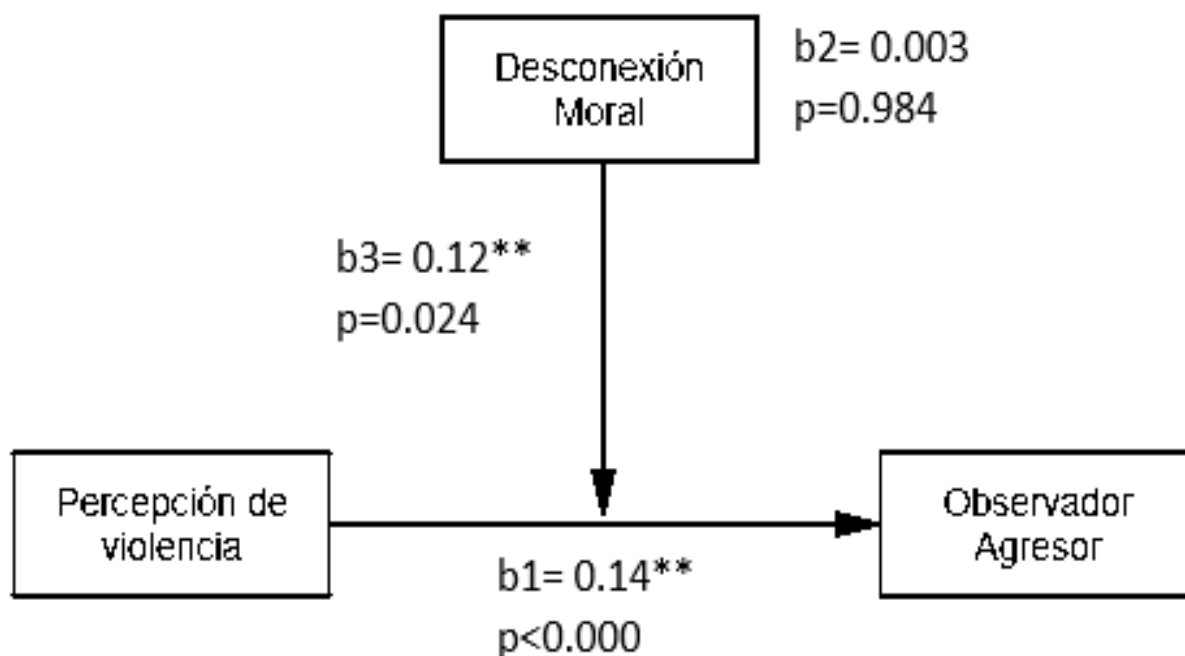 Desconexión
Moral
b2= 0.003
p=0.984
b3= 0.12**
p=0.024
Percepción de
violencia
Observador
Agresor
b1= 0.14**
p<0.000